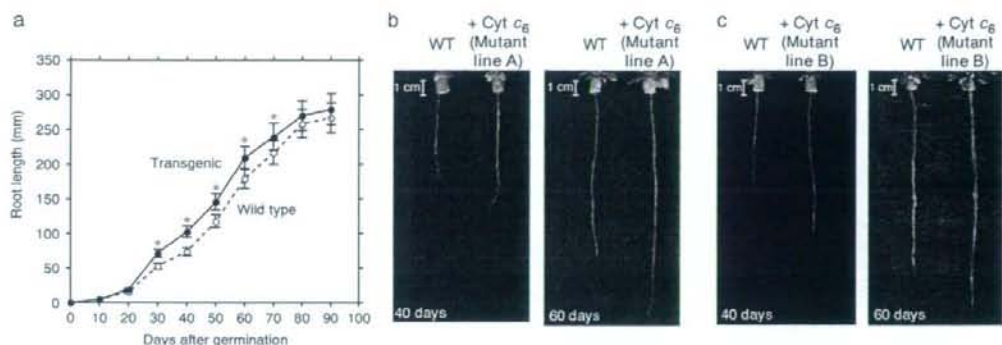 a
Root length (mm)
350
300
250
200
150
100
50
0
Transgenic
Wild type
* * * * *
0 10 20 30 40 50 60 70 80 90 100
Days after germination
b
WT
+ Cyt c6
(Mutant
line A)
WT
+ Cyt c6
(Mutant
line A)
1 cm
40 days
1 cm
60 days
c
WT
+ Cyt c6
(Mutant
line B)
WT
+ Cyt c6
(Mutant
line B)
1 cm
40 days
1 cm
60 days